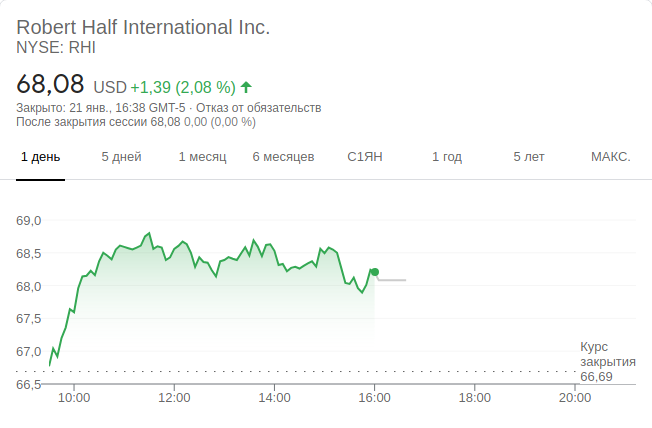 Robert Half International Inc.
NYSE: RHI
68,08 USD +1,39 (2,08 %)
Закрыто: 21 янв., 16:38 GMT-5 · Отказ от обязательств
После закрытия сессии 68,08 0,00 (0,00 %)
1 день 5 дней 1 месяц 6 месяцев С1ЯН 1 год 5 лет МАКС.
69,0
68,5
68,0
67,5
67,0
66,5
Курс
закрытия
66,69
10:00 12:00 14:00 16:00 18:00 20:00